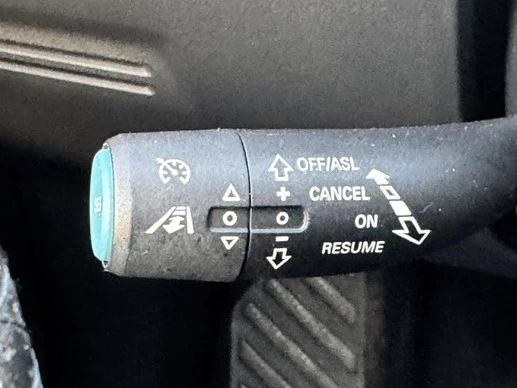 OFF/ASL
+ CANCEL
ON
- RESUME